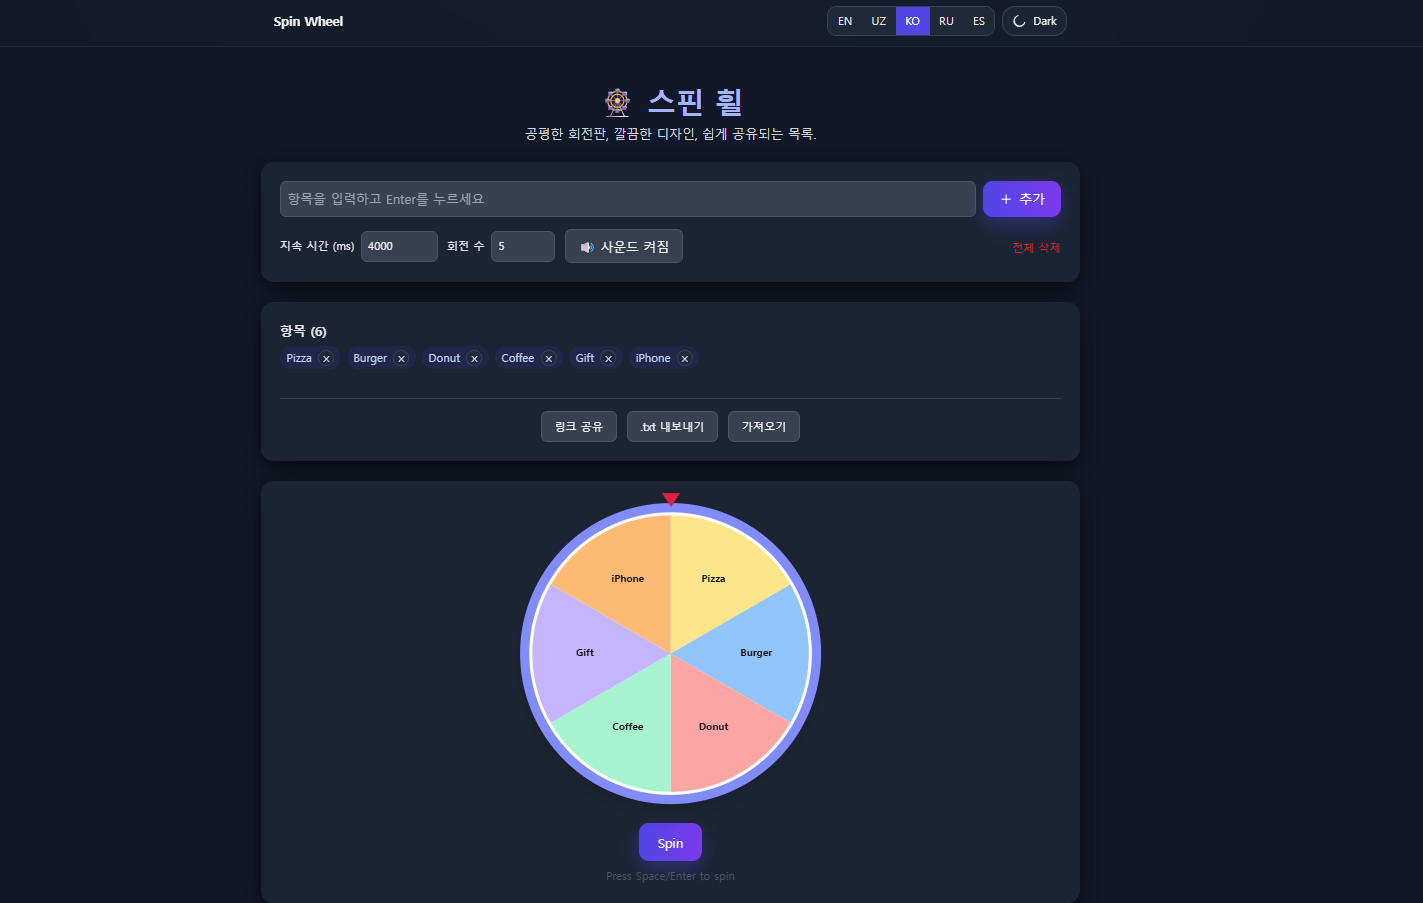 Spin Wheel
EN UZ KO RU ES Dark
스핀 휠
공평한 회전판, 깔끔한 디자인, 쉽게 공유되는 목록.
항목을 입력하고 Enter를 누르세요
+ 추가
지속 시간 (ms) 4000 회전 수 5 사운드 켜짐 전체 삭제
항목 (6)
Pizza × Burger × Donut × Coffee × Gift × iPhone ×
링크 공유 .txt 내보내기 가져오기
iPhone Pizza
Gift Burger
Coffee Donut
Spin
Press Space/Enter to spin